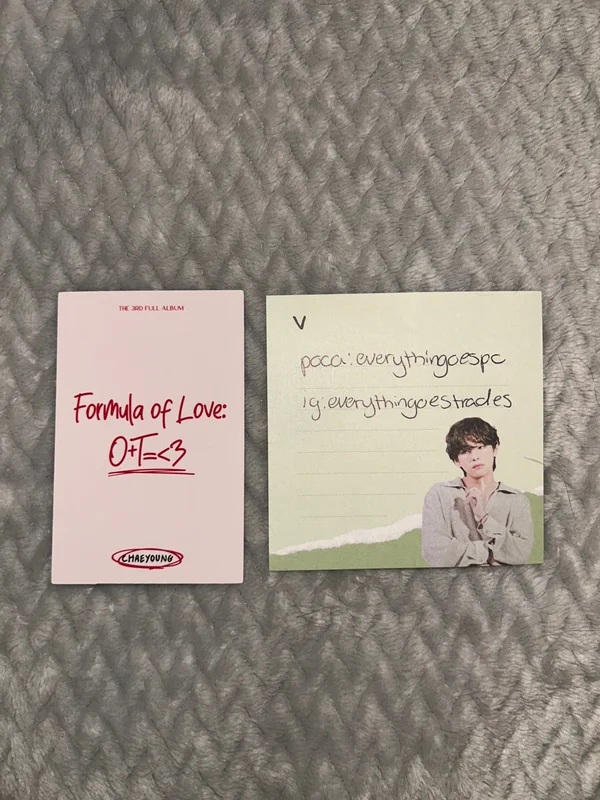 THE 3RD FULL ALBUM
Formula of Love:
O+T=<3
CHAEYOUNG
V
poca: everythingoespc
ig: everythingoestrades